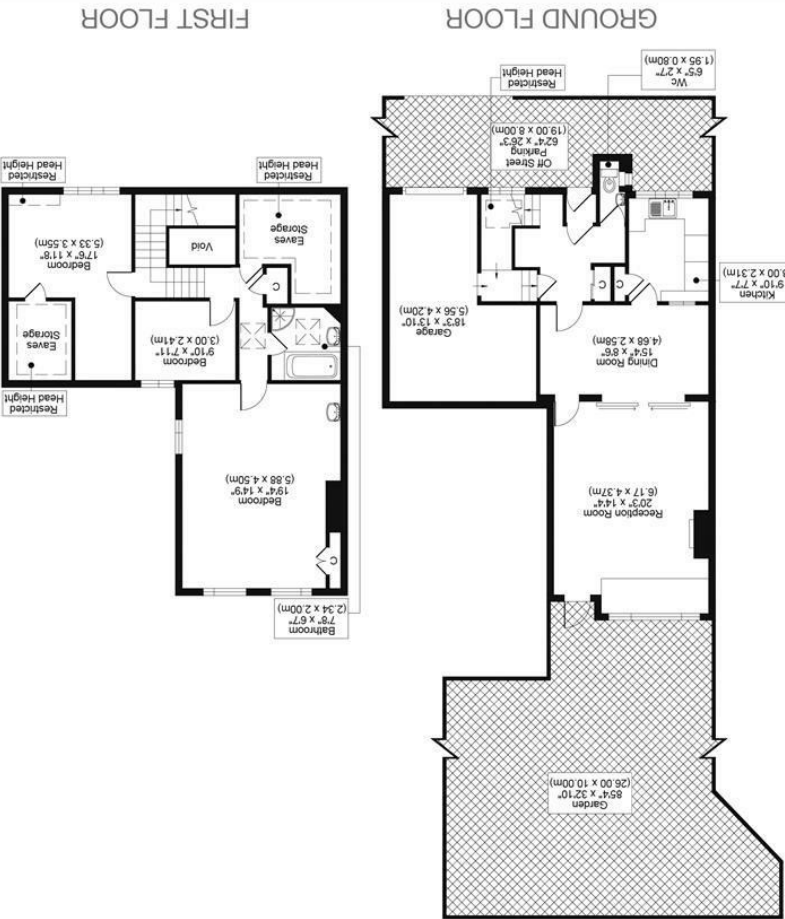 GROUND FLOOR
Wc
6'5" x 2'7"
(1.95 x 0.80m)
Restricted
Head Height
Off Street
Parking
62'4" x 26'3"
(19.00 x 8.00m)
Kitchen
9'10" x 7'7"
3.00 x 2.31m)
C
C
Dining Room
15'4" x 8'6"
(4.68 x 2.58m)
Garage
18'3" x 13'10"
(5.56 x 4.20m)
Reception Room
20'3" x 14'4"
(6.17 x 4.37m)
Garden
85'4" x 32'10"
(26.00 x 10.00m)
FIRST FLOOR
Restricted
Head Height
Restricted
Head Height
Eaves
Storage
Void
Bedroom
17'6" x 11'8"
(5.33 x 3.55m)
C
Bedroom
9'10" x 7'11"
(3.00 x 2.41m)
Eaves
Storage
Restricted
Head Height
Bedroom
19'4" x 14'9"
(5.88 x 4.50m)
C
Bathroom
7'8" x 6'7"
(2.34 x 2.00m)